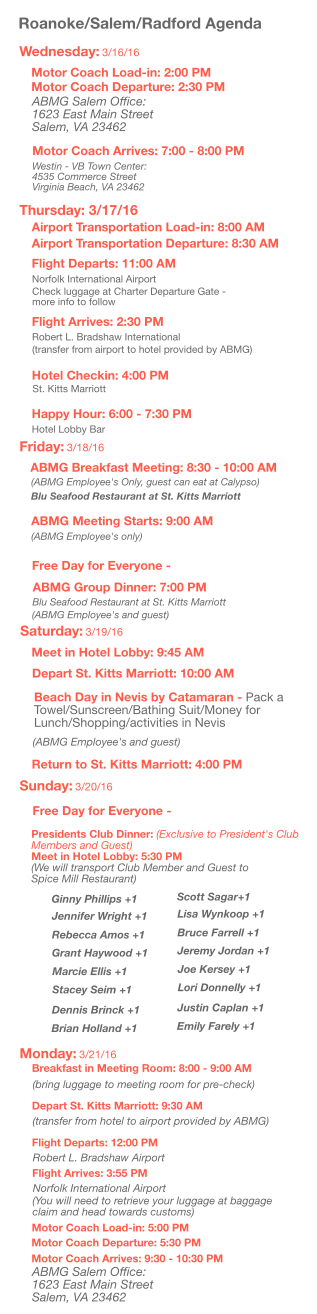 Roanoke/Salem/Radford Agenda
Wednesday: 3/16/16
Motor Coach Load-in: 2:00 PM
Motor Coach Departure: 2:30 PM
ABMG Salem Office:
1623 East Main Street
Salem, VA 23462
Motor Coach Arrives: 7:00 - 8:00 PM
Westin - VB Town Center:
4535 Commerce Street
Virginia Beach, VA 23462
Thursday: 3/17/16
Airport Transportation Load-in: 8:00 AM
Airport Transportation Departure: 8:30 AM
Flight Departs: 11:00 AM
Norfolk International Airport
Check luggage at Charter Departure Gate -
more info to follow
Flight Arrives: 2:30 PM
Robert L. Bradshaw International
(transfer from airport to hotel provided by ABMG)
Hotel Checkin: 4:00 PM
St. Kitts Marriott
Happy Hour: 6:00 - 7:30 PM
Hotel Lobby Bar
Friday: 3/18/16
ABMG Breakfast Meeting: 8:30 - 10:00 AM
(ABMG Employee's Only, guest can eat at Calypso)
Blu Seafood Restaurant at St. Kitts Marriott
ABMG Meeting Starts: 9:00 AM
(ABMG Employee's only)
Free Day for Everyone -
ABMG Group Dinner: 7:00 PM
Blu Seafood Restaurant at St. Kitts Marriott
(ABMG Employee's and guest)
Saturday: 3/19/16
Meet in Hotel Lobby: 9:45 AM
Depart St. Kitts Marriott: 10:00 AM
Beach Day in Nevis by Catamaran - Pack a
Towel/Sunscreen/Bathing Suit/Money for
Lunch/Shopping/activities in Nevis
(ABMG Employee's and guest)
Return to St. Kitts Marriott: 4:00 PM
Sunday: 3/20/16
Free Day for Everyone -
Presidents Club Dinner: (Exclusive to President's Club
Members and Guest)
Meet in Hotel Lobby: 5:30 PM
(We will transport Club Member and Guest to
Spice Mill Restaurant)
Ginny Phillips +1
Jennifer Wright +1
Rebecca Amos +1
Grant Haywood +1
Marcie Ellis +1
Stacey Seim +1
Dennis Brinck +1
Brian Holland +1
Scott Sagar+1
Lisa Wynkoop +1
Bruce Farrell +1
Jeremy Jordan +1
Joe Kersey +1
Lori Donnelly +1
Justin Caplan +1
Emily Farely +1
Monday: 3/21/16
Breakfast in Meeting Room: 8:00 - 9:00 AM
(bring luggage to meeting room for pre-check)
Depart St. Kitts Marriott: 9:30 AM
(transfer from hotel to airport provided by ABMG)
Flight Departs: 12:00 PM
Robert L. Bradshaw Airport
Flight Arrives: 3:55 PM
Norfolk International Airport
(You will need to retrieve your luggage at baggage
claim and head towards customs)
Motor Coach Load-in: 5:00 PM
Motor Coach Departure: 5:30 PM
Motor Coach Arrives: 9:30 - 10:30 PM
ABMG Salem Office:
1623 East Main Street
Salem, VA 23462